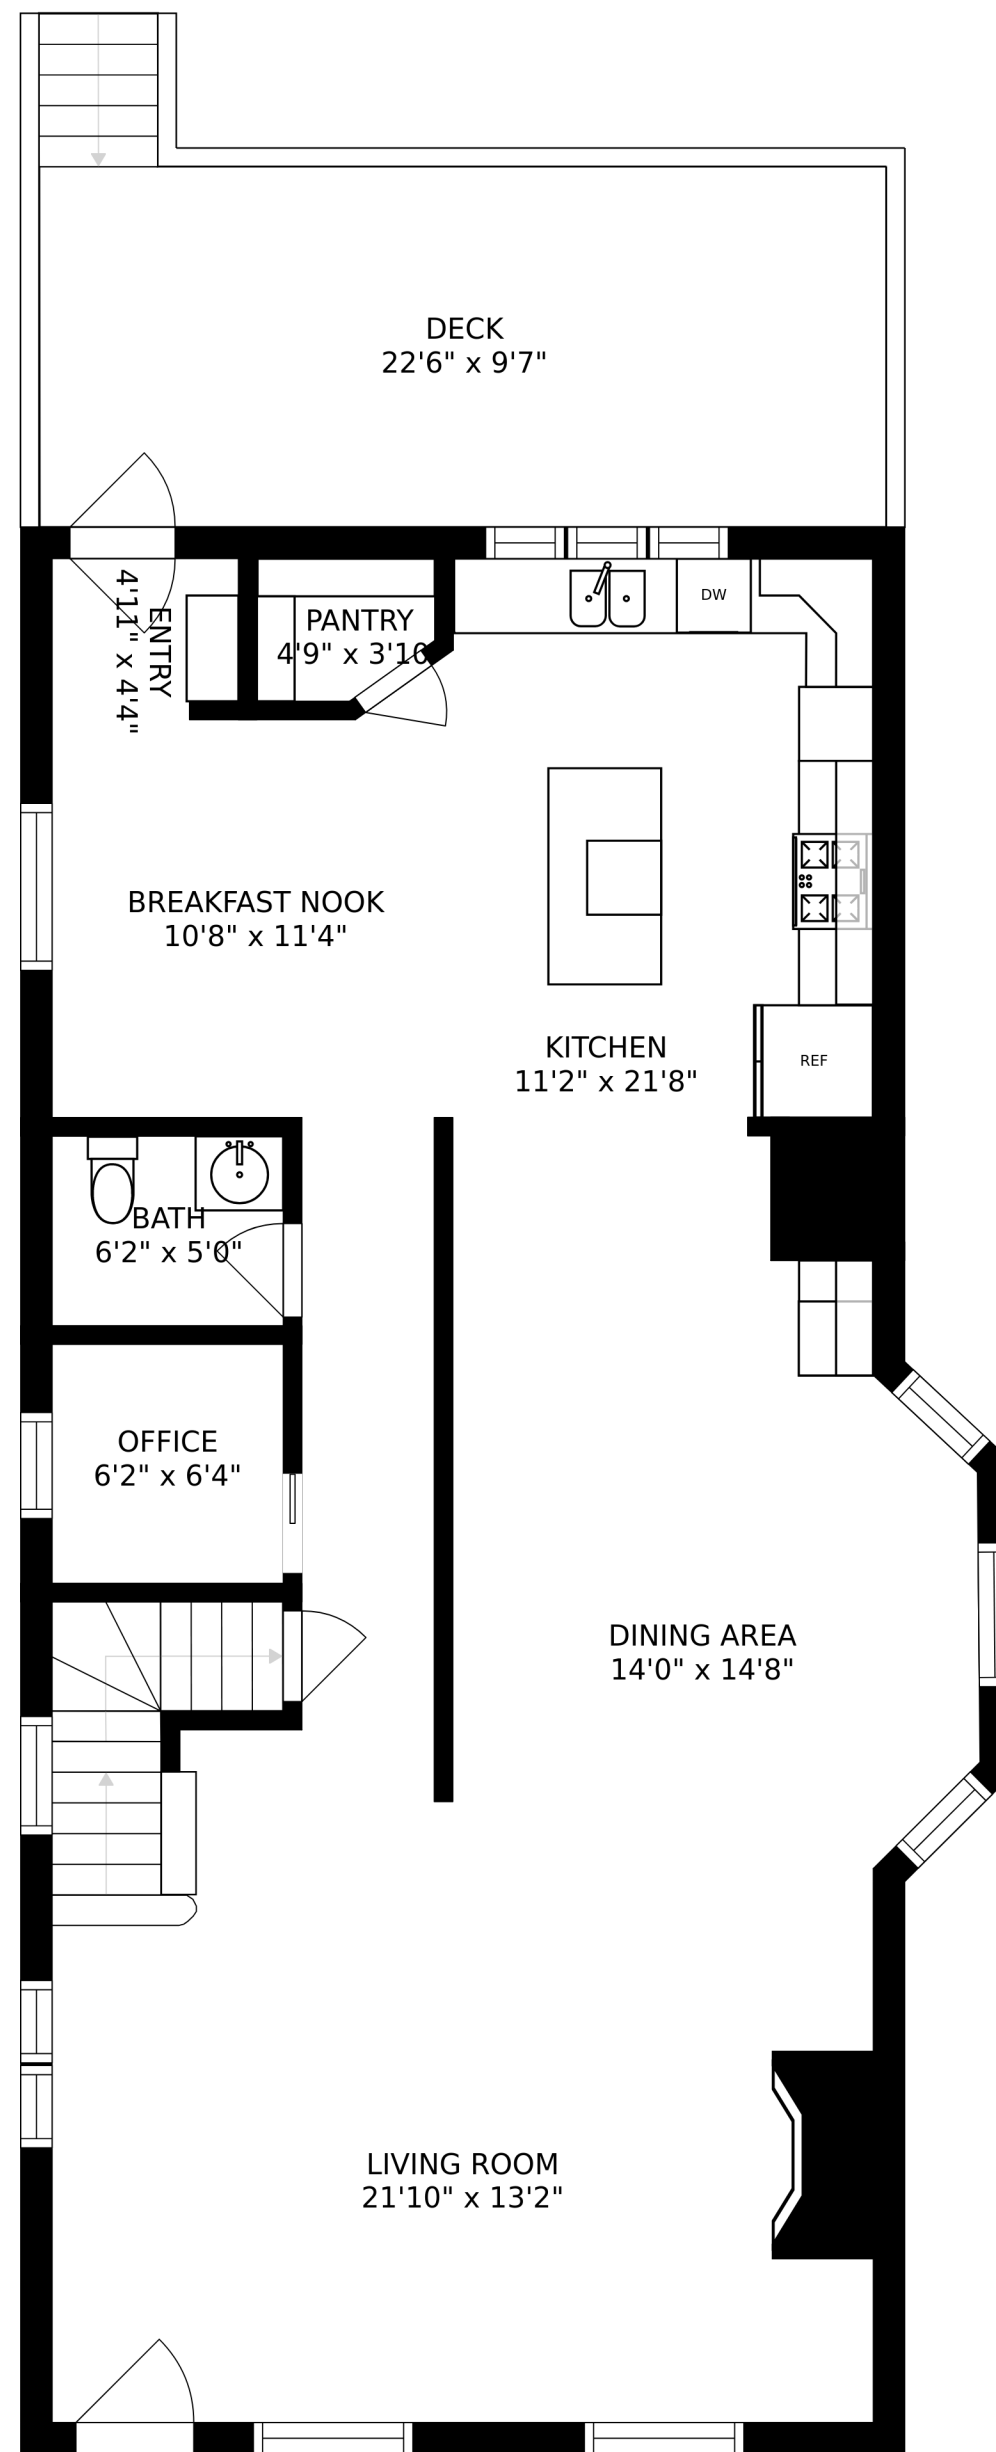 DECK
22'6" x 9'7"
ENTRY
4'11" x 4'4"
PANTRY
4'9" x 3'10
DW
BREAKFAST NOOK
10'8" x 11'4"
KITCHEN
11'2" x 21'8"
REF
BATH
6'2" x 5'0"
OFFICE
6'2" x 6'4"
DINING AREA
14'0" x 14'8"
LIVING ROOM
21'10" x 13'2"